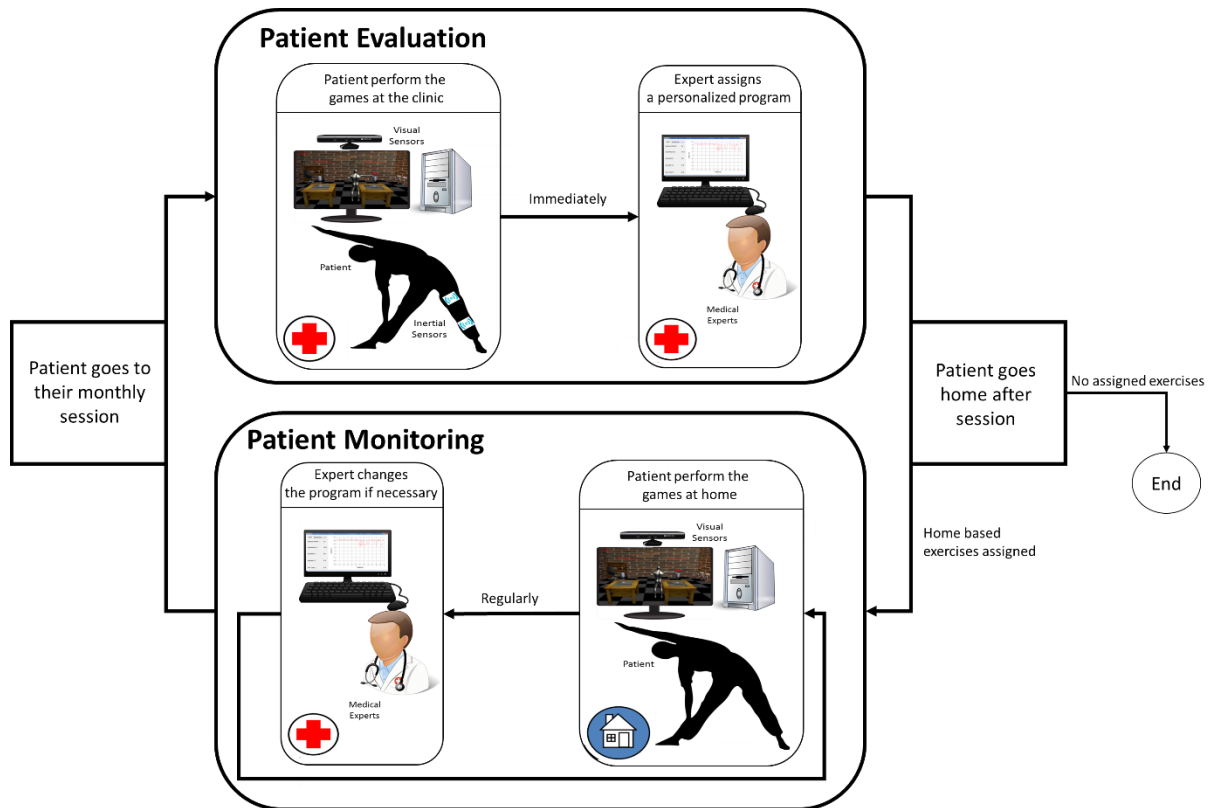 Patient Evaluation
Patient perform the
games at the clinic
Visual
Sensors
Patient
Inertial
Sensors
Immediately
Expert assigns
a personalized program
Medical
Experts
Patient goes to
their monthly
session
Patient goes
home after
session
No assigned exercises
End
Home based
exercises assigned
Patient Monitoring
Expert changes
the program if necessary
Medical
Experts
Regularly
Patient perform the
games at home
Visual
Sensors
Patient